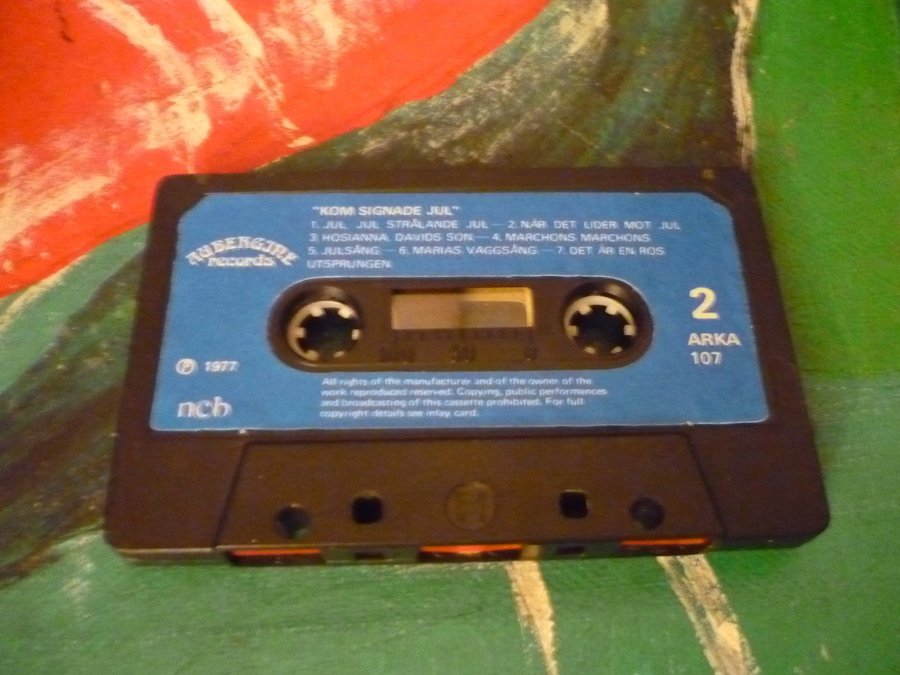 "KOM SIGNADE JUL"
1. JUL, JUL STRÅLANDE JUL — 2. NÄR DET LIDER MOT JUL
3. HOSIANNA, DAVIDS SON — 4. MARCHONS MARCHONS
5. JULSÅNG — 6. MARIAS VAGGSÅNG — 7. DET ÄR EN ROS
UTSPRUNGEN
AUBERGINE
records
2
ARKA
107
℗ 1977
ncb
All rights of the manufacturer and of the owner of the
work reproduced reserved. Copying, public performances
and broadcasting of this cassette prohibited. For full
copyright details see inlay card.